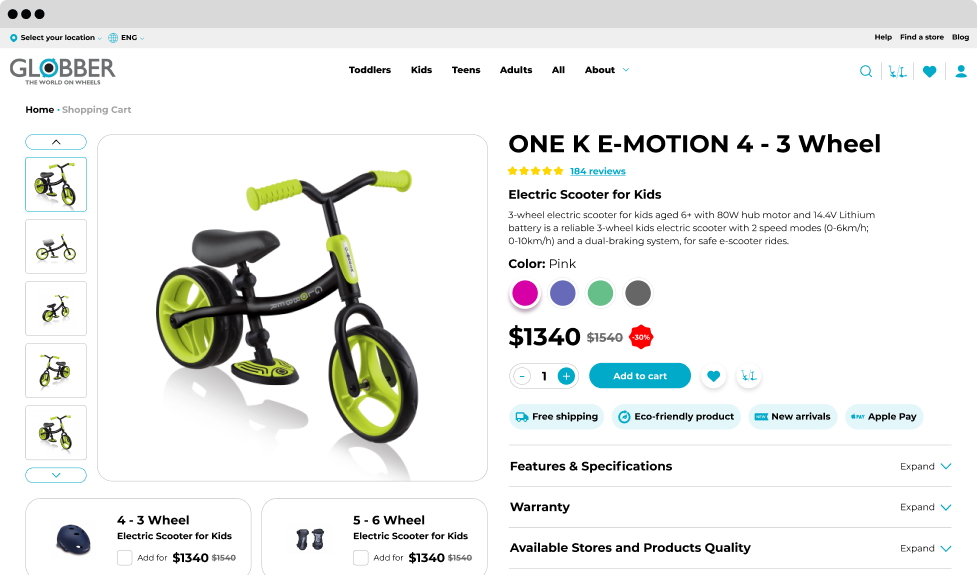 Select your location
ENG
Help Find a store Blog
GLOBBER
THE WORLD ON WHEELS
Toddlers Kids Teens Adults All About
Home • Shopping Cart
ONE K E-MOTION 4 - 3 Wheel
184 reviews
Electric Scooter for Kids
3-wheel electric scooter for kids aged 6+ with 80W hub motor and 14.4V Lithium
battery is a reliable 3-wheel kids electric scooter with 2 speed modes (0-6km/h;
0-10km/h) and a dual-braking system, for safe e-scooter rides.
Color: Pink
$1340 $1540 -30%
- 1 + Add to cart
Free shipping
Eco-friendly product
NEW New arrivals
PAY Apple Pay
Features & Specifications Expand
Warranty Expand
Available Stores and Products Quality Expand
GLOBBER
4 - 3 Wheel
Electric Scooter for Kids
Add for $1340 $1540
5 - 6 Wheel
Electric Scooter for Kids
Add for $1340 $1540